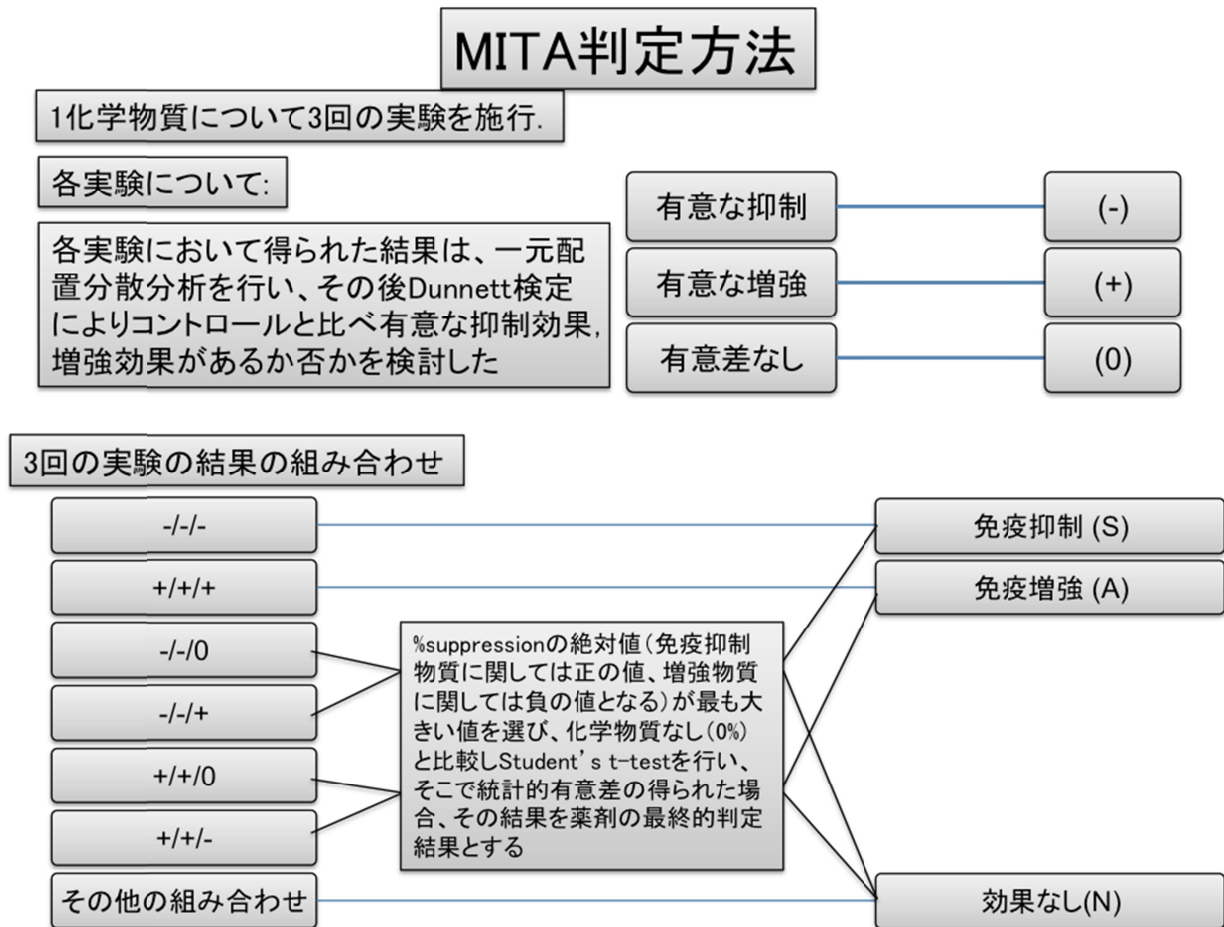 MITA判定方法
1化学物質について3回の実験を施行.
各実験について:
各実験において得られた結果は、一元配
置分散分析を行い、その後Dunnett検定
によりコントロールと比べ有意な抑制効果,
増強効果があるか否かを検討した
有意な抑制
(-)
有意な増強
(+)
有意差なし
(0)
3回の実験の結果の組み合わせ
-/-/-
+/+/+
-/-/0
-/-/+
+/+/0
+/+/-
その他の組み合わせ
%suppressionの絶対値(免疫抑制
物質に関しては正の値、増強物質
に関しては負の値となる)が最も大
きい値を選び、化学物質なし(0%)
と比較しStudent's t-testを行い、
そこで統計的有意差の得られた場
合、その結果を薬剤の最終的判定
結果とする
免疫抑制 (S)
免疫増強 (A)
効果なし(N)